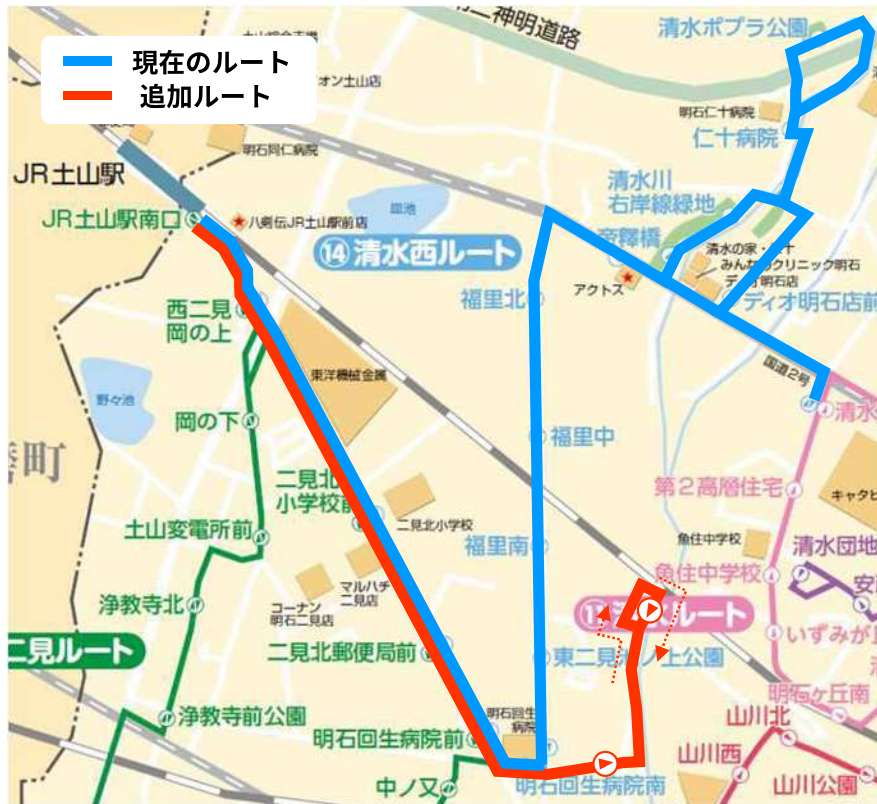 現在のルート
追加ルート
第二神明道路
清水ポプラ公園
オン土山店
明石仁十病院
仁十病院
明石同仁病院
JR土山駅
JR土山駅南口
八剣伝JR土山駅前店
皿池
清水川
右岸線緑地
帝釋橋
⑭清水西ルート
清水の家・
みんな
クリニック明石
ディオ明石店
ディオ明石店前
アクトス
福里北
西二見
岡の上
東洋機械金属
国道2号
野々池
岡の下
福里中
清水
二見北
小学校前
第2高層住宅
キャタピ
二見北小学校
土山変電所前
福里南
魚住中学校
清水団地
魚住中学校
マルハチ
二見店
浄教寺北
コーナン
明石二見店
ルート
いずみが丘
二見ルート
二見北郵便局前
東二見
ノ上公園
明石ヶ丘南
浄教寺前公園
明石回生
病院
山川北
明石回生病院前
山川西
中ノ又
明石回生病院南
山川公園